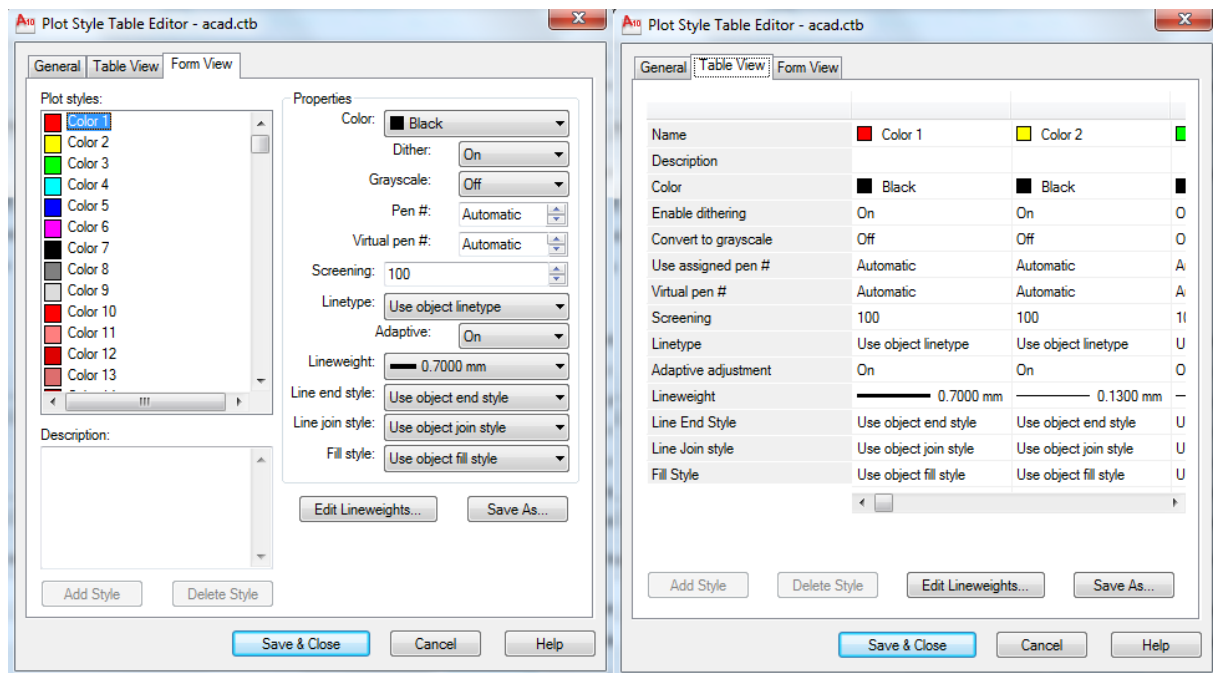 A10 Plot Style Table Editor - acad.ctb
General Table View Form View
Plot styles:
Color 1
Color 2
Color 3
Color 4
Color 5
Color 6
Color 7
Color 8
Color 9
Color 10
Color 11
Color 12
Color 13
Description:
Add Style Delete Style
Properties
Color: Black
Dither: On
Grayscale: Off
Pen #: Automatic
Virtual pen #: Automatic
Screening: 100
Linetype: Use object linetype
Adaptive: On
Lineweight: 0.7000 mm
Line end style: Use object end style
Line join style: Use object join style
Fill style: Use object fill style
Edit Lineweights... Save As...
Save & Close Cancel Help
A10 Plot Style Table Editor - acad.ctb
General Table View Form View
Name Color 1 Color 2
Description
Color Black Black
Enable dithering On On O
Convert to grayscale Off Off O
Use assigned pen # Automatic Automatic A
Virtual pen # Automatic Automatic A
Screening 100 100 10
Linetype Use object linetype Use object linetype U
Adaptive adjustment On On O
Lineweight 0.7000 mm 0.1300 mm
Line End Style Use object end style Use object end style U
Line Join style Use object join style Use object join style U
Fill Style Use object fill style Use object fill style U
Add Style Delete Style Edit Lineweights... Save As...
Save & Close Cancel Help